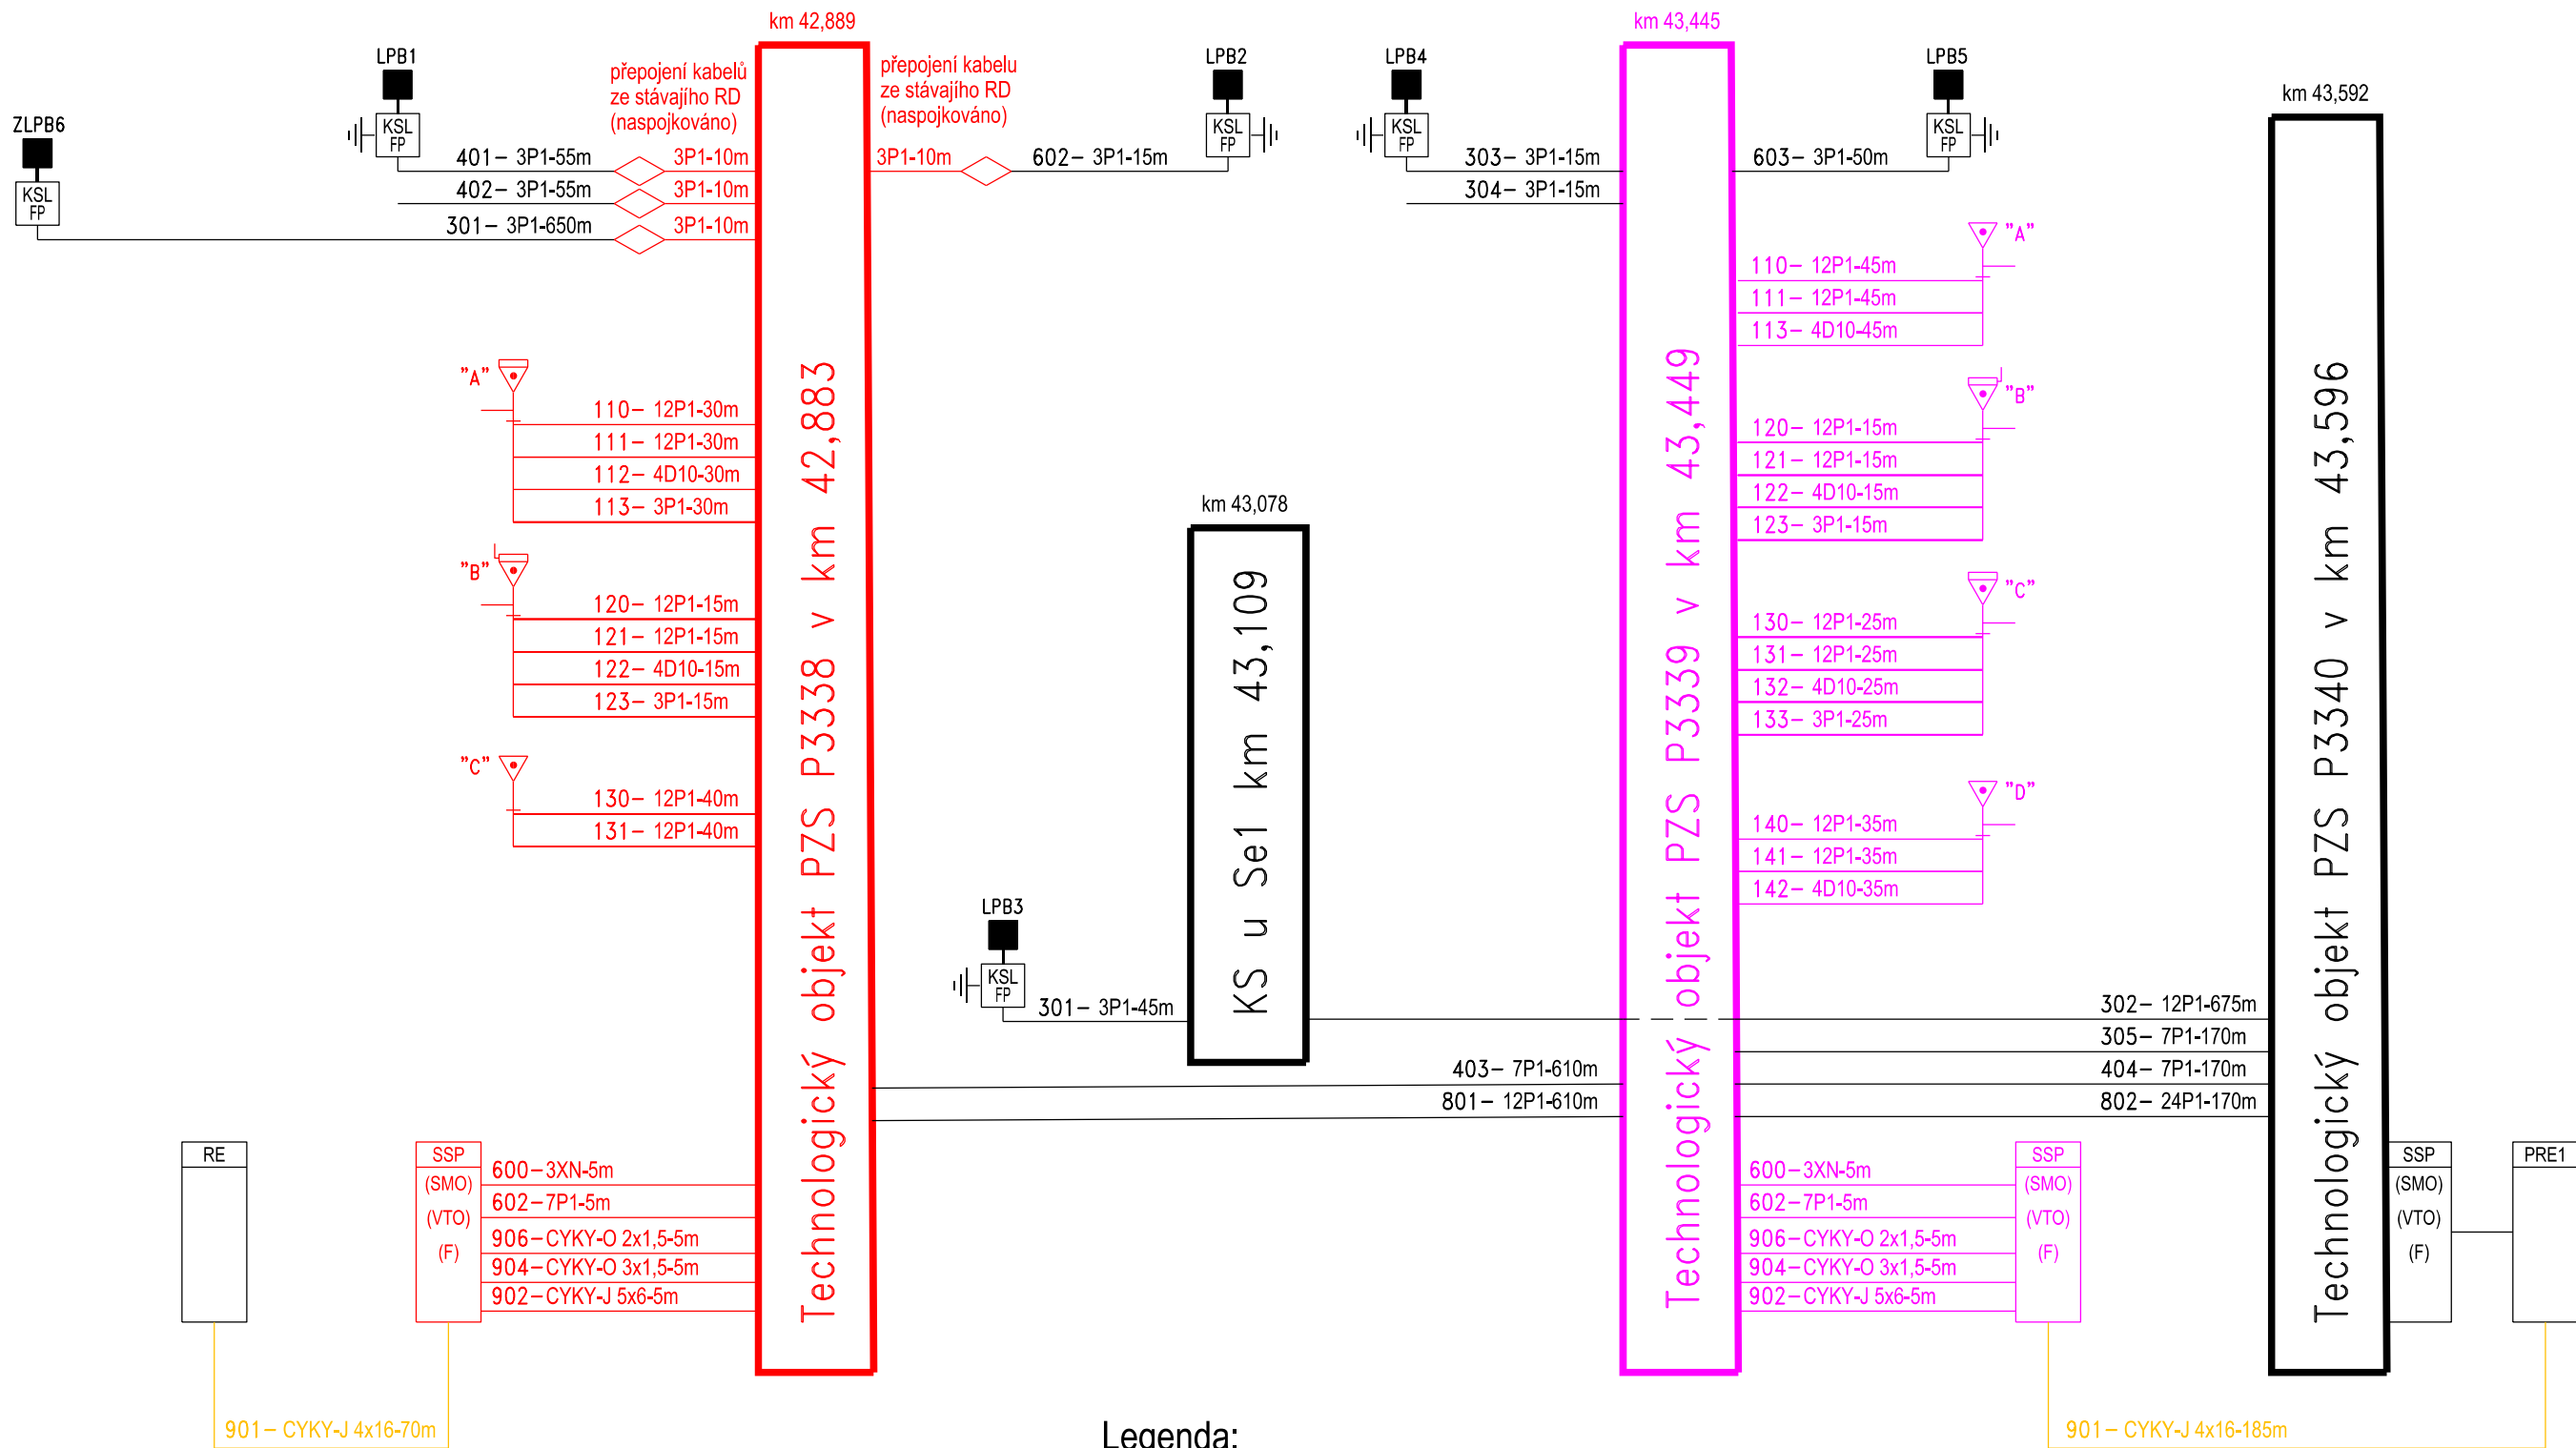 km 42,889
km 43,445
km 43,592
km 43,078
ZLPB6
KSL
FP
LPB1
KSL
FP
přepojení kabelů
ze stávajího RD
(naspojkováno)
401- 3P1-55m
3P1-10m
402- 3P1-55m
3P1-10m
301- 3P1-650m
3P1-10m
přepojení kabelu
ze stávajího RD
(naspojkováno)
3P1-10m
602- 3P1-15m
LPB2
KSL
FP
LPB4
KSL
FP
303- 3P1-15m
304- 3P1-15m
LPB5
KSL
FP
603- 3P1-50m
"A"
110- 12P1-30m
111- 12P1-30m
112- 4D10-30m
113- 3P1-30m
"B"
120- 12P1-15m
121- 12P1-15m
122- 4D10-15m
123- 3P1-15m
"C"
130- 12P1-40m
131- 12P1-40m
Technologický objekt PZS P3338 v km 42,883
KS u Se1 km 43,109
LPB3
KSL
FP
301- 3P1-45m
Technologický objekt PZS P3339 v km 43,449
"A"
110- 12P1-45m
111- 12P1-45m
113- 4D10-45m
"B"
120- 12P1-15m
121- 12P1-15m
122- 4D10-15m
123- 3P1-15m
"C"
130- 12P1-25m
131- 12P1-25m
132- 4D10-25m
133- 3P1-25m
"D"
140- 12P1-35m
141- 12P1-35m
142- 4D10-35m
Technologický objekt PZS P3340 v km 43,596
302- 12P1-675m
305- 7P1-170m
403- 7P1-610m
404- 7P1-170m
801- 12P1-610m
802- 24P1-170m
RE
SSP
(SMO)
(VTO)
(F)
600-3XN-5m
602-7P1-5m
906-CYKY-O 2x1,5-5m
904-CYKY-O 3x1,5-5m
902-CYKY-J 5x6-5m
600-3XN-5m
602-7P1-5m
906-CYKY-O 2x1,5-5m
904-CYKY-O 3x1,5-5m
902-CYKY-J 5x6-5m
SSP
(SMO)
(VTO)
(F)
SSP
(SMO)
(VTO)
(F)
PRE1
901- CYKY-J 4x16-70m
901- CYKY-J 4x16-185m
Legenda: